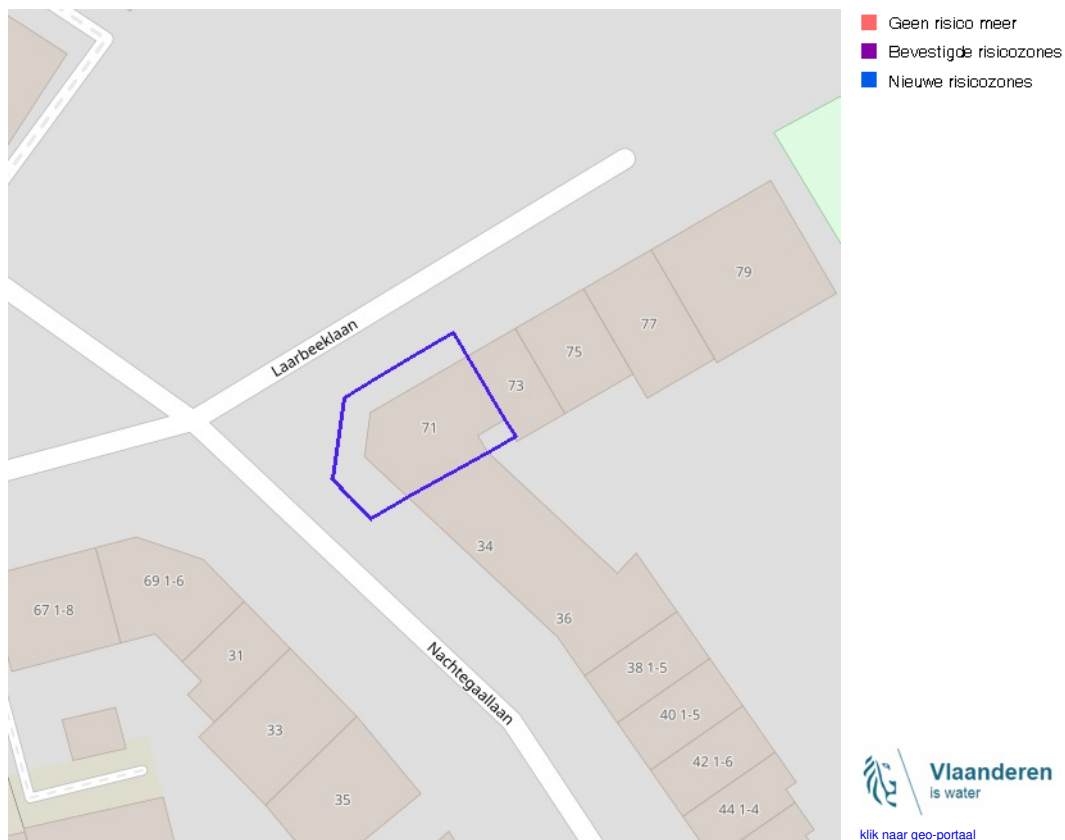 Geen risico meer
Bevestigde risicozones
Nieuwe risicozones
Laarbeeklaan
79
77
75
73
71
34
36
69 1-6
67 1-8
31
38 1-5
Nachtegaallaan
40 1-5
33
42 1-6
35
44 1-4
Vlaanderen
is water
klik naar geo-portaal